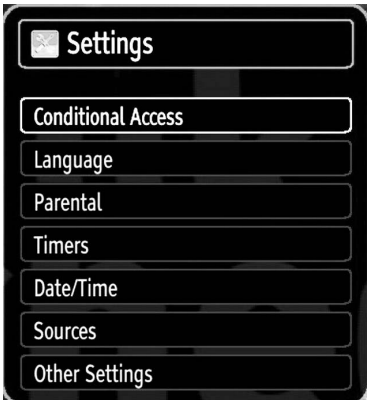 Settings
Conditional Access
Language
Parental
Timers
Date/Time
Sources
Other Settings